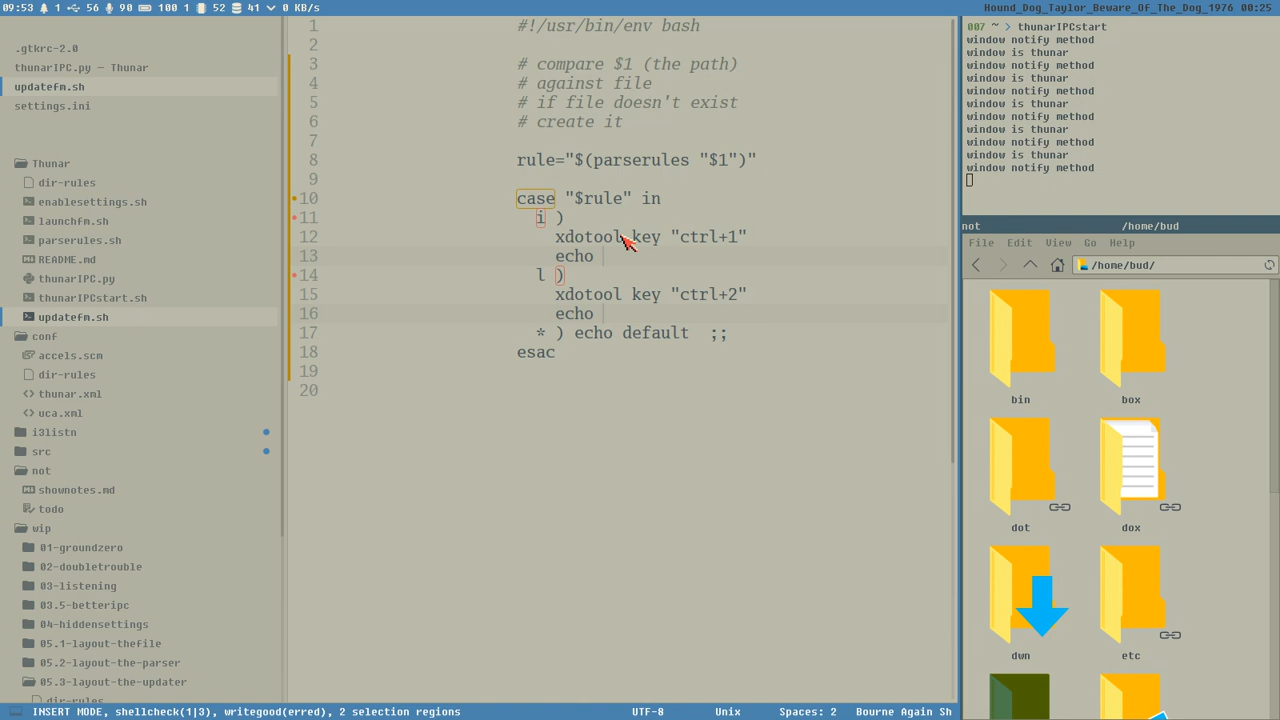 09:53 1 56 90 100 1 52 41 0 KB/s
Hound_Dog_Taylor_Beware_Of_The_Dog_1976 00:25
.gtkrc-2.0
thunarIPC.py — Thunar
updatefm.sh
settings.ini
Thunar
dir-rules
enablesettings.sh
launchfm.sh
parserules.sh
README.md
thunarIPC.py
thunarIPCstart.sh
updatefm.sh
conf
accels.scm
dir-rules
thunar.xml
uca.xml
i3listn
src
not
shownotes.md
todo
wip
01-groundzero
02-doubletime
03-listening
03.5-betteripc
04-hiddensettings
05.1-layout-thefile
05.2-layout-the-parser
05.3-layout-the-updater
dir-rules
1 #!/usr/bin/env bash
2
3 # compare $1 (the path)
4 # against file
5 # if file doesn't exist
6 # create it
7
8 rule="$(parserules "$1")"
9
10 case "$rule" in
11 i )
12 xdotool key "ctrl+1"
13 echo
14 l )
15 xdotool key "ctrl+2"
16 echo
17 * ) echo default ;;
18 esac
19
20
007 ~ > thunarIPCstart
window notify method
window is thunar
window notify method
window is thunar
window notify method
window is thunar
window notify method
window is thunar
window notify method
window is thunar
window notify method
not /home/bud
File Edit View Go Help
/home/bud/
bin box
dot dox
dwn etc
INSERT MODE, shellcheck(1|3), writegood(erred), 2 selection regions UTF-8 Unix Spaces: 2 Bourne Again Sh